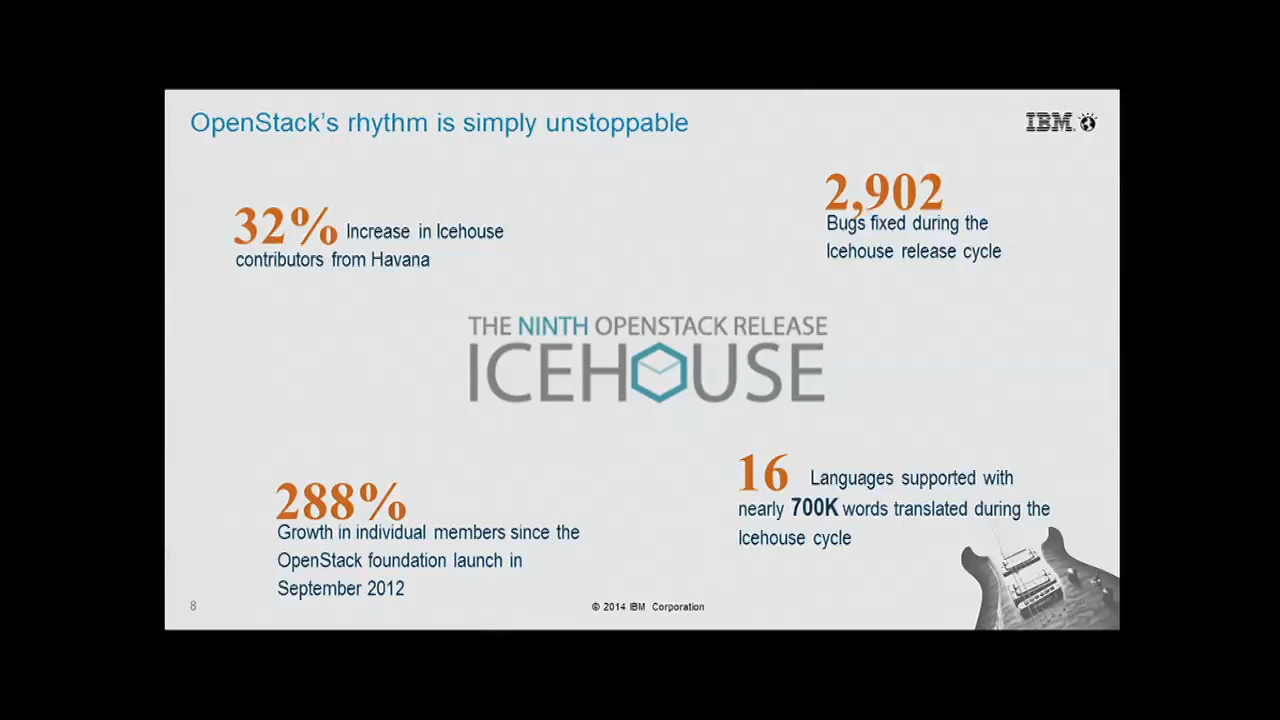 OpenStack's rhythm is simply unstoppable
IBM.
32% Increase in Icehouse
contributors from Havana
2,902
Bugs fixed during the
Icehouse release cycle
THE NINTH OPENSTACK RELEASE
ICEHOUSE
288%
Growth in individual members since the
OpenStack foundation launch in
September 2012
16 Languages supported with
nearly 700K words translated during the
Icehouse cycle
8
© 2014 IBM Corporation